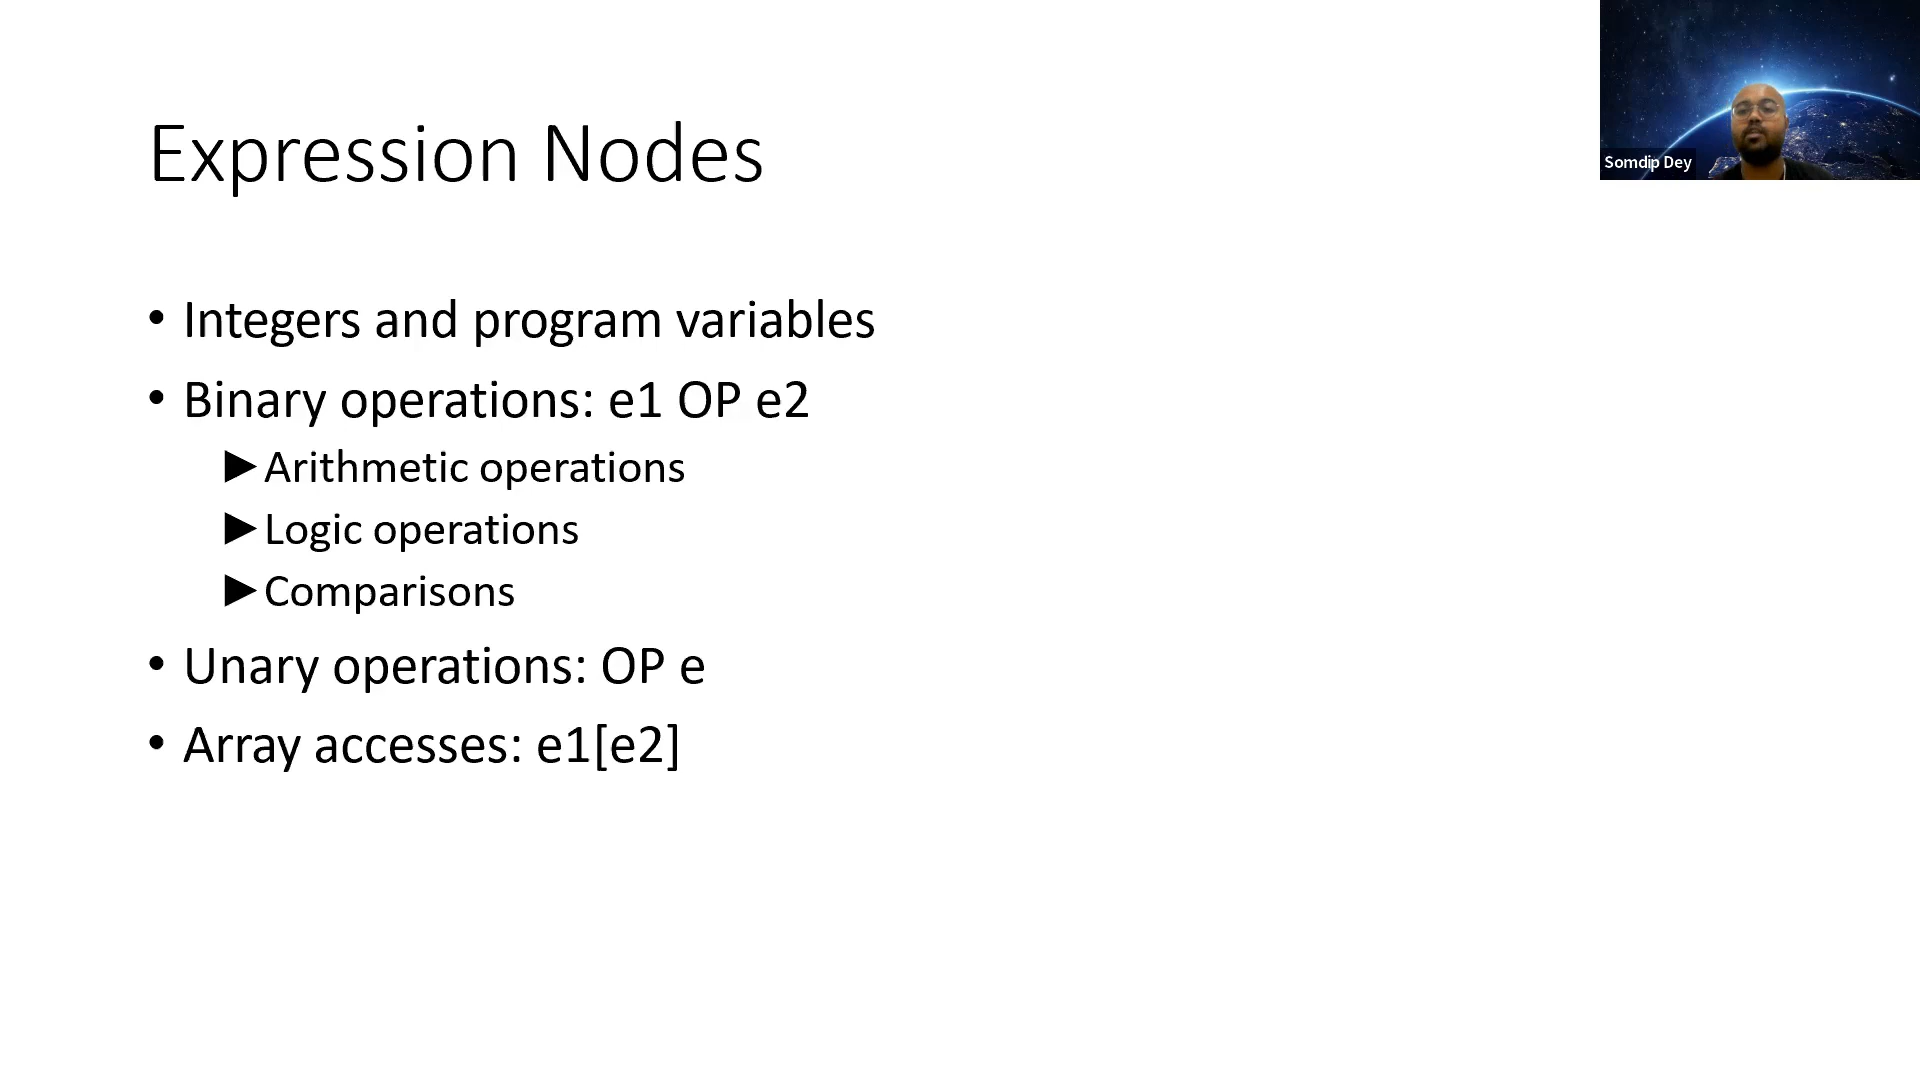 Expression Nodes
Somdip Dey
• Integers and program variables
• Binary operations: e1 OP e2
▶Arithmetic operations
▶Logic operations
▶Comparisons
• Unary operations: OP e
• Array accesses: e1[e2]